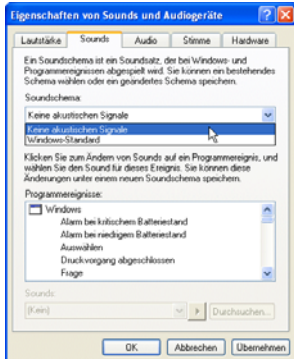 Eigenschaften von Sounds und Audiogeräte
Lautstärke Sounds Audio Stimme Hardware
Ein Soundschema ist ein Soundsatz, der bei Windows- und
Programmereignissen abgespielt wird. Sie können ein bestehendes
Schema wählen oder ein geändertes Schema speichern.
Soundschema:
Keine akustischen Signale
Keine akustischen Signale
Windows-Standard
Klicken Sie zum Ändern von Sounds auf ein Programmereignis, und
wählen Sie den Sound für dieses Ereignis. Sie können diese
Änderungen unter einem neuen Soundschema speichern.
Programmereignisse:
Windows
Alarm bei kritischem Batteriestand
Alarm bei niedrigem Batteriestand
Auswählen
Druckvorgang abgeschlossen
Frage
Sounds:
(Kein) Durchsuchen...
OK Abbrechen Übernehmen